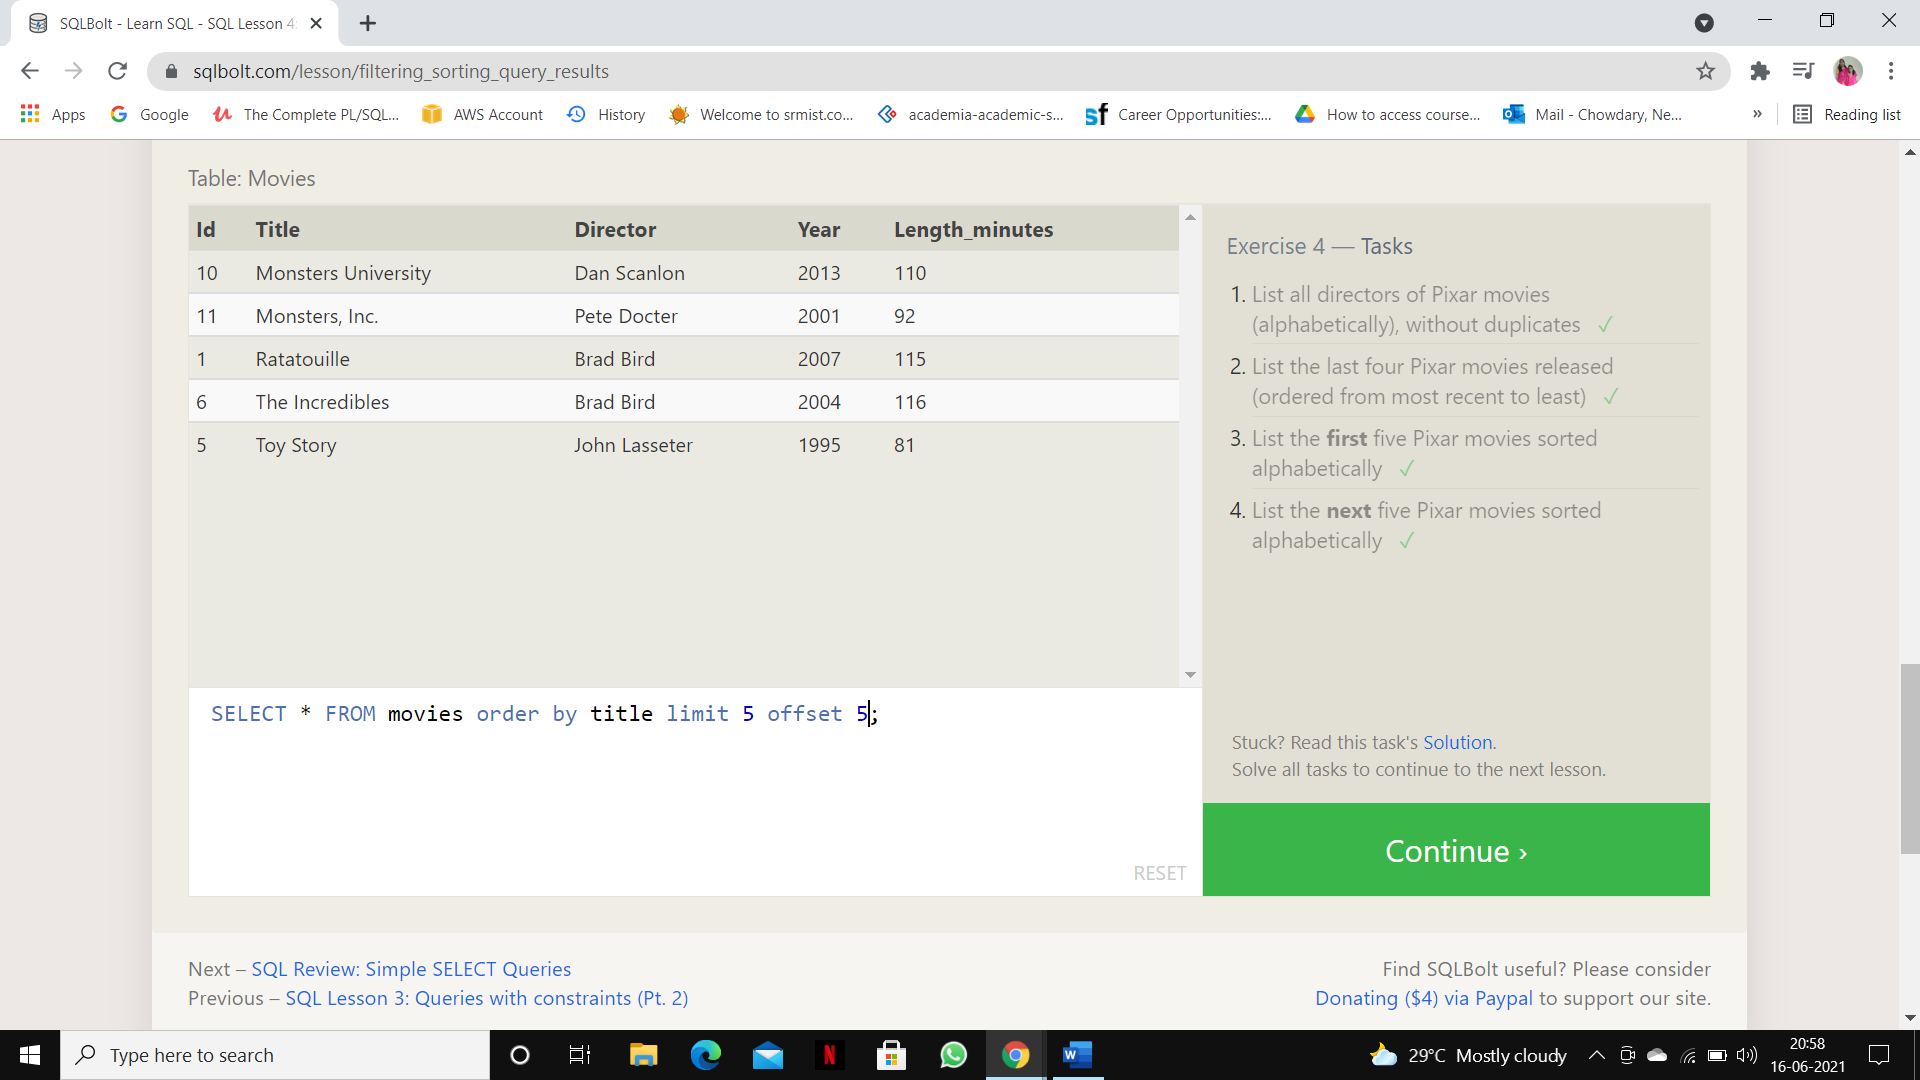 SQLBolt - Learn SQL - SQL Lesson 4:
sqlbolt.com/lesson/filtering_sorting_query_results
Apps Google The Complete PL/SQL... AWS Account History Welcome to srmist.co... academia-academic-s... Career Opportunities:... How to access course... Mail - Chowdary, Ne... » Reading list
Table: Movies
Id Title Director Year Length_minutes
10 Monsters University Dan Scanlon 2013 110
11 Monsters, Inc. Pete Docter 2001 92
1 Ratatouille Brad Bird 2007 115
6 The Incredibles Brad Bird 2004 116
5 Toy Story John Lasseter 1995 81
SELECT * FROM movies order by title limit 5 offset 5;
RESET
Exercise 4 — Tasks
1. List all directors of Pixar movies
(alphabetically), without duplicates ✓
2. List the last four Pixar movies released
(ordered from most recent to least) ✓
3. List the first five Pixar movies sorted
alphabetically ✓
4. List the next five Pixar movies sorted
alphabetically ✓
Stuck? Read this task's Solution.
Solve all tasks to continue to the next lesson.
Continue ›
Next – SQL Review: Simple SELECT Queries
Previous – SQL Lesson 3: Queries with constraints (Pt. 2)
Find SQLBolt useful? Please consider
Donating ($4) via Paypal to support our site.
Type here to search
29°C Mostly cloudy
20:58
16-06-2021